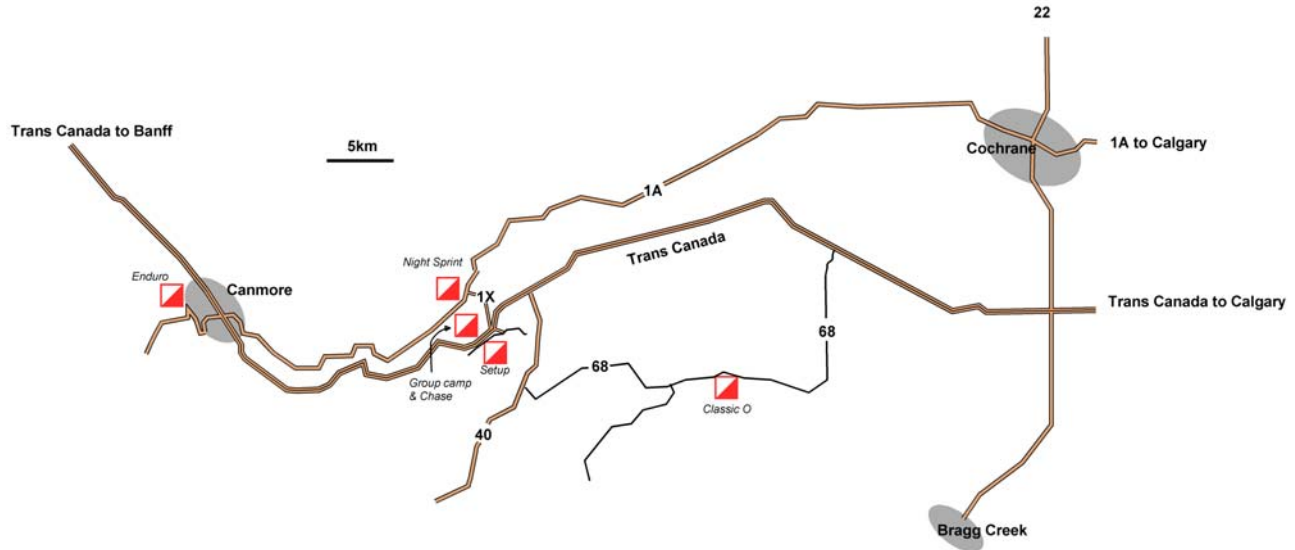 22
Trans Canada to Banff
5km
Cochrane
1A to Calgary
1A
Trans Canada
Night Sprint
Enduro
Canmore
1X
Trans Canada to Calgary
68
68
Setup
Group camp
& Chase
Classic O
40
Bragg Creek